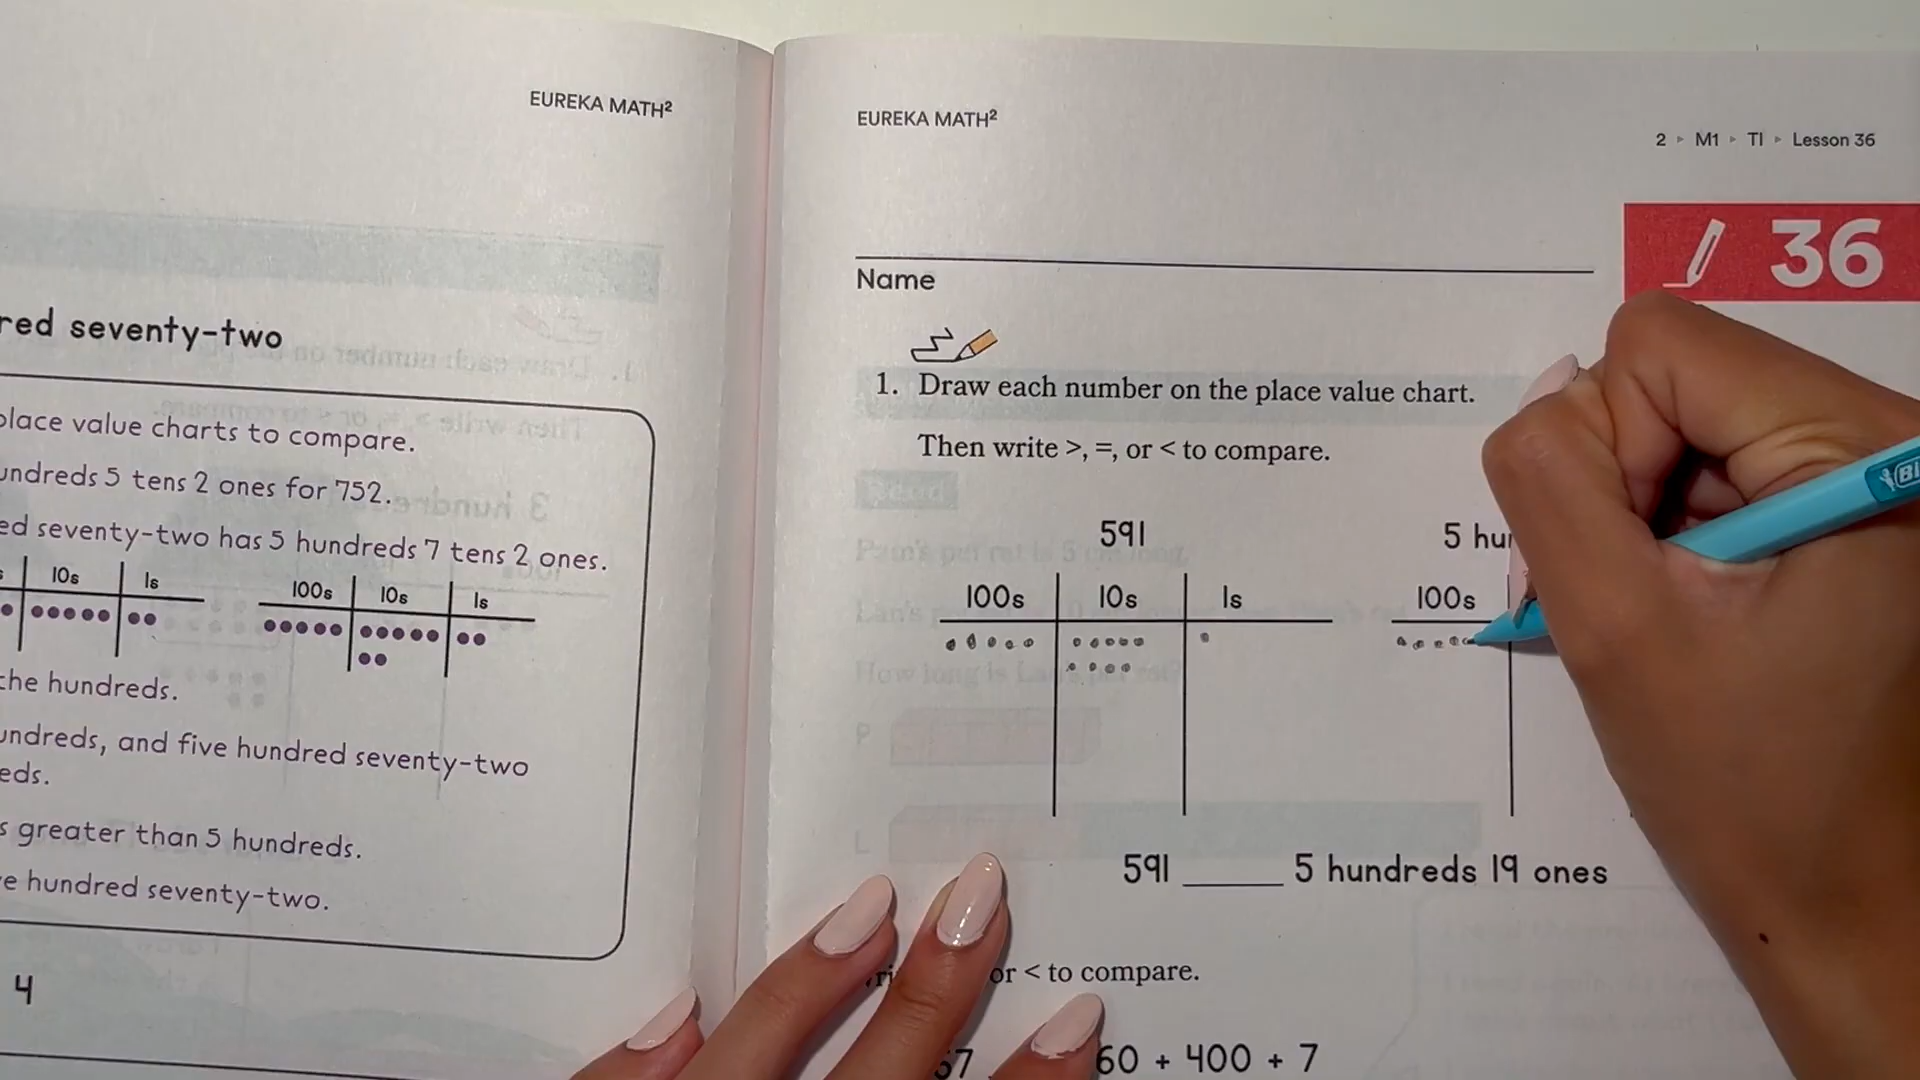 EUREKA MATH²
red seventy-two
place value charts to compare.
undreds 5 tens 2 ones for 752.
ed seventy-two has 5 hundreds 7 tens 2 ones.
s 10s 1s
100s 10s 1s
the hundreds.
undreds, and five hundred seventy-two
eds.
s greater than 5 hundreds.
e hundred seventy-two.
4
EUREKA MATH²
2 ▸ M1 ▸ TI ▸ Lesson 36
36
Name
1. Draw each number on the place value chart.
Then write >, =, or < to compare.
591
5 hu
100s 10s 1s
100s
591 _____ 5 hundreds 19 ones
or < to compare.
67 60 + 400 + 7